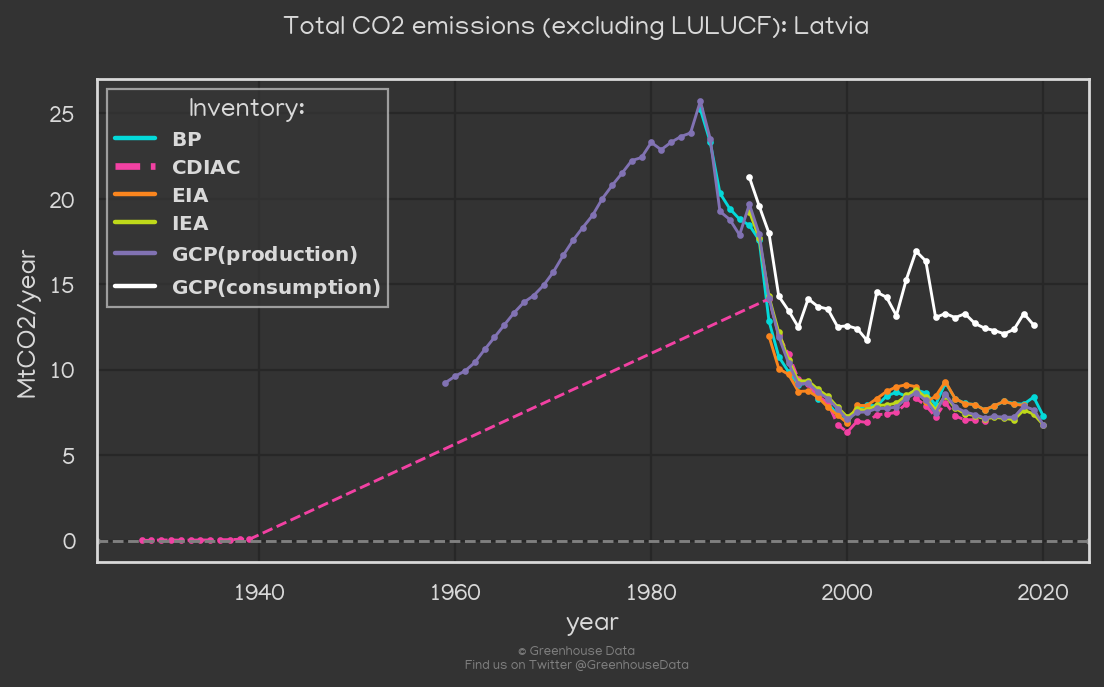 Total CO2 emissions (excluding LULUCF): Latvia
Inventory:
BP
CDIAC
EIA
IEA
GCP(production)
GCP(consumption)
MtCO2/year
25
20
15
10
5
0
1940 1960 1980 2000 2020
year
© Greenhouse Data
Find us on Twitter @GreenhouseData